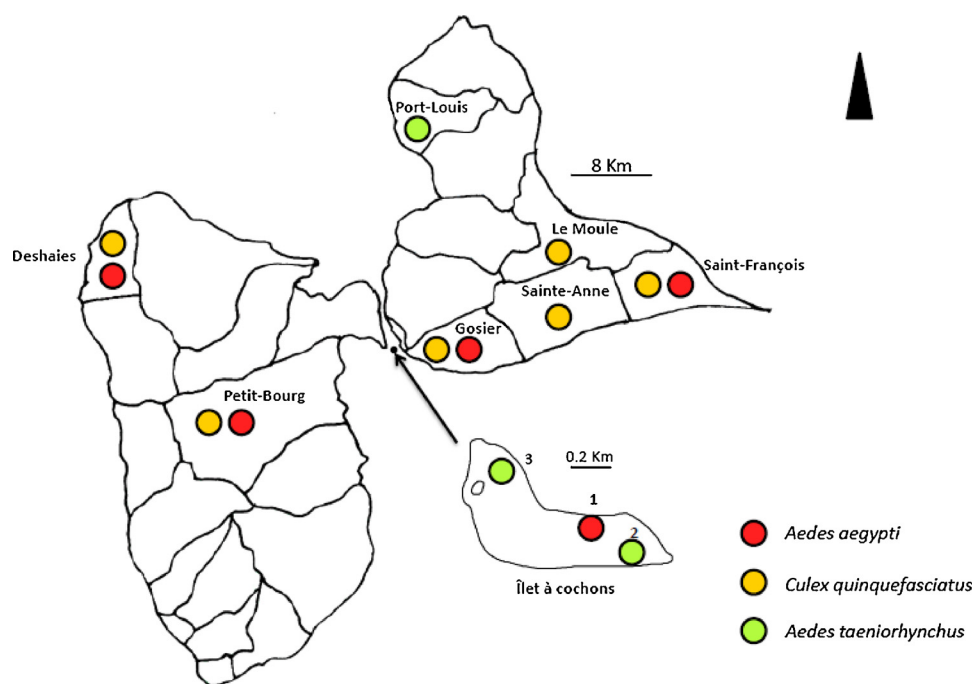 Port-Louis
8 Km
Le Moule
Deshaies
Saint-François
Sainte-Anne
Gosier
Petit-Bourg
3
0.2 Km
1
2
Îlet à cochons
Aedes aegypti
Culex quinquefasciatus
Aedes taeniorhynchus